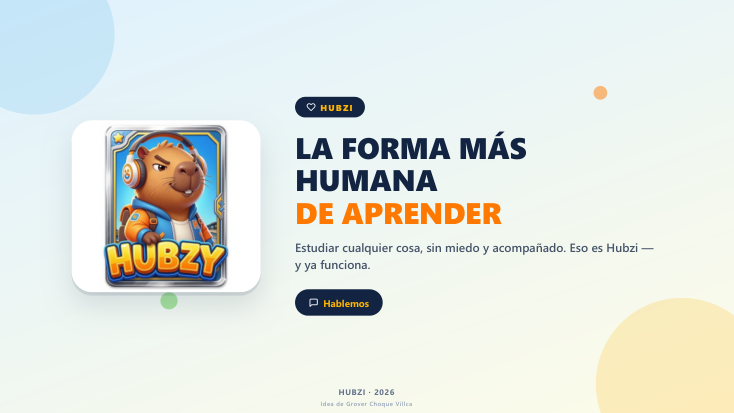 HUBZI
LA FORMA MÁS
HUMANA
DE APRENDER
Estudiar cualquier cosa, sin miedo y acompañado. Eso es Hubzi —
y ya funciona.
Hablemos
HUBZY
HUBZI · 2026
Idea de Grover Choque Villca